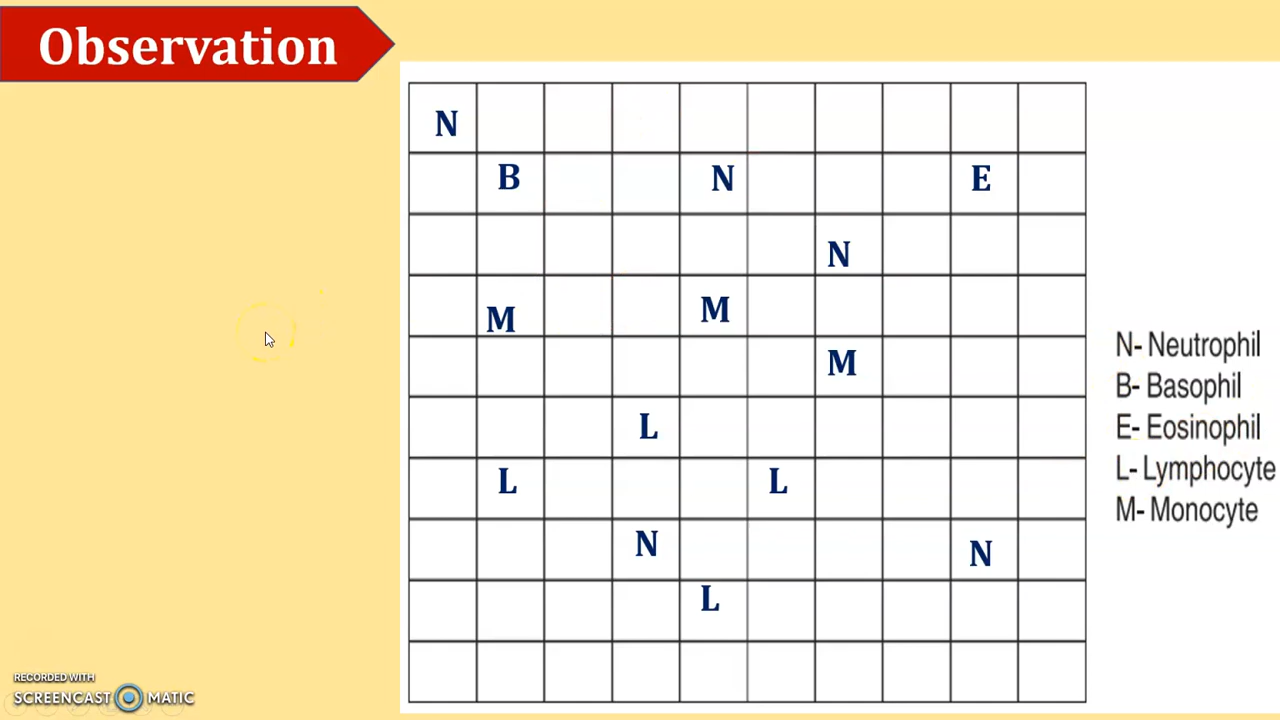 Observation
N
B N E
N
M M
M
L
L L
N N
L
N- Neutrophil
B- Basophil
E- Eosinophil
L- Lymphocyte
M- Monocyte
RECORDED WITH
SCREENCAST MATIC